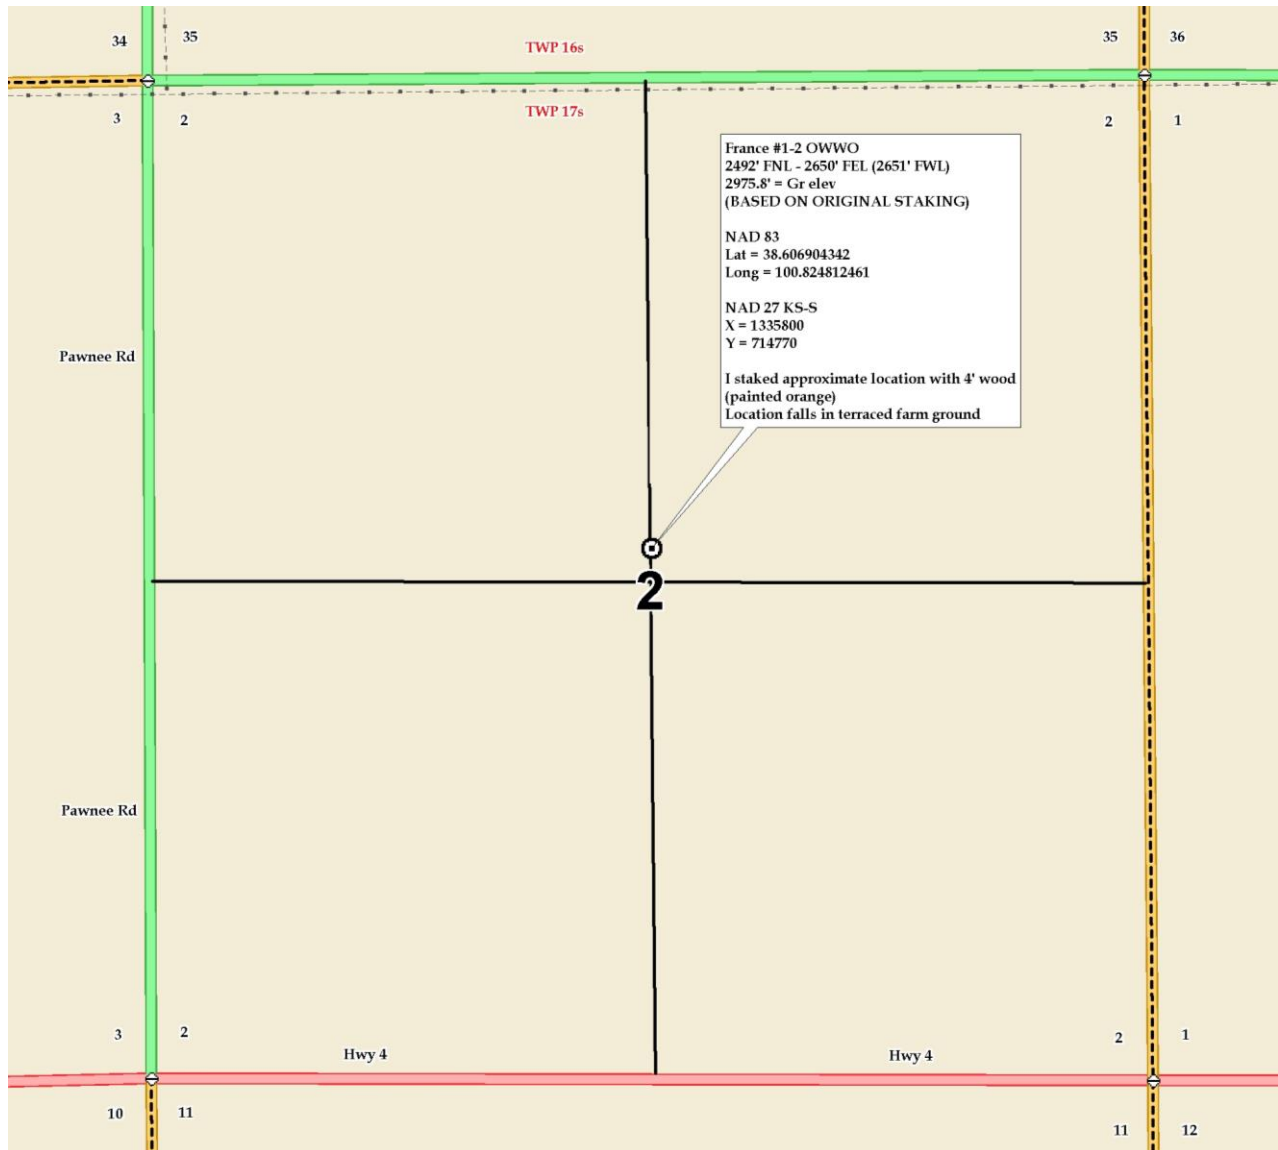 34
35
TWP 16s
35
36
3
2
TWP 17s
2
1
France #1-2 OWWO
2492' FNL - 2650' FEL (2651' FWL)
2975.8' = Gr elev
(BASED ON ORIGINAL STAKING)
NAD 83
Lat = 38.606904342
Long = 100.824812461
NAD 27 KS-S
X = 1335800
Y = 714770
I staked approximate location with 4' wood
(painted orange)
Location falls in terraced farm ground
Pawnee Rd
2
Pawnee Rd
3
2
Hwy 4
Hwy 4
2
1
10
11
11
12